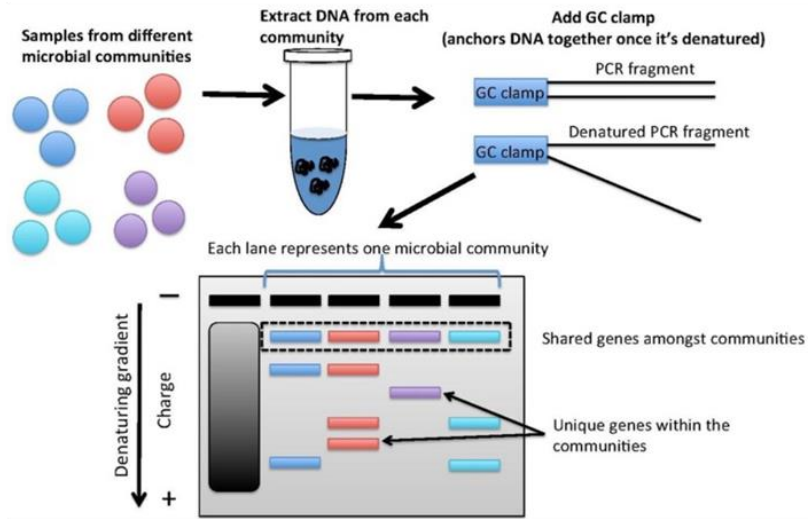 Samples from different
microbial communities
Extract DNA from each
community
Add GC clamp
(anchors DNA together once it's denatured)
PCR fragment
GC clamp
Denatured PCR fragment
GC clamp
Each lane represents one microbial community
−
Shared genes amongst communities
Denaturing gradient
Charge
Unique genes within the
communities
+